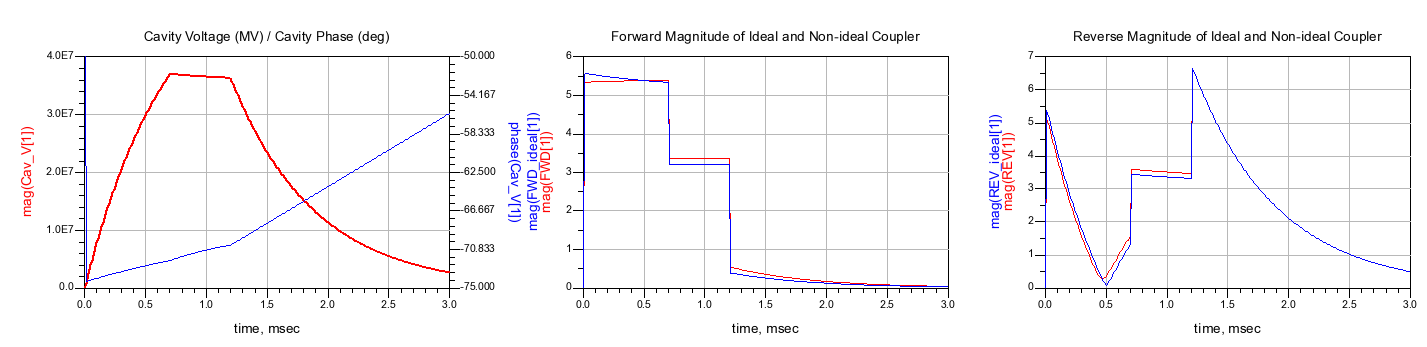 Cavity Voltage (MV) / Cavity Phase (deg)
mag(Cav_V[1])
4.0E7
3.0E7
2.0E7
1.0E7
0.0
-50.000
-54.167
-58.333
-62.500
-66.667
-70.833
-75.000
phase(Cav_V[1])
0.0 0.5 1.0 1.5 2.0 2.5 3.0
time, msec
Forward Magnitude of Ideal and Non-ideal Coupler
mag(FWD_ideal[1])
mag(FWD[1])
6
5
4
3
2
1
0
0.0 0.5 1.0 1.5 2.0 2.5 3.0
time, msec
Reverse Magnitude of Ideal and Non-ideal Coupler
mag(REV_ideal[1])
mag(REV[1])
7
6
5
4
3
2
1
0
0.0 0.5 1.0 1.5 2.0 2.5 3.0
time, msec